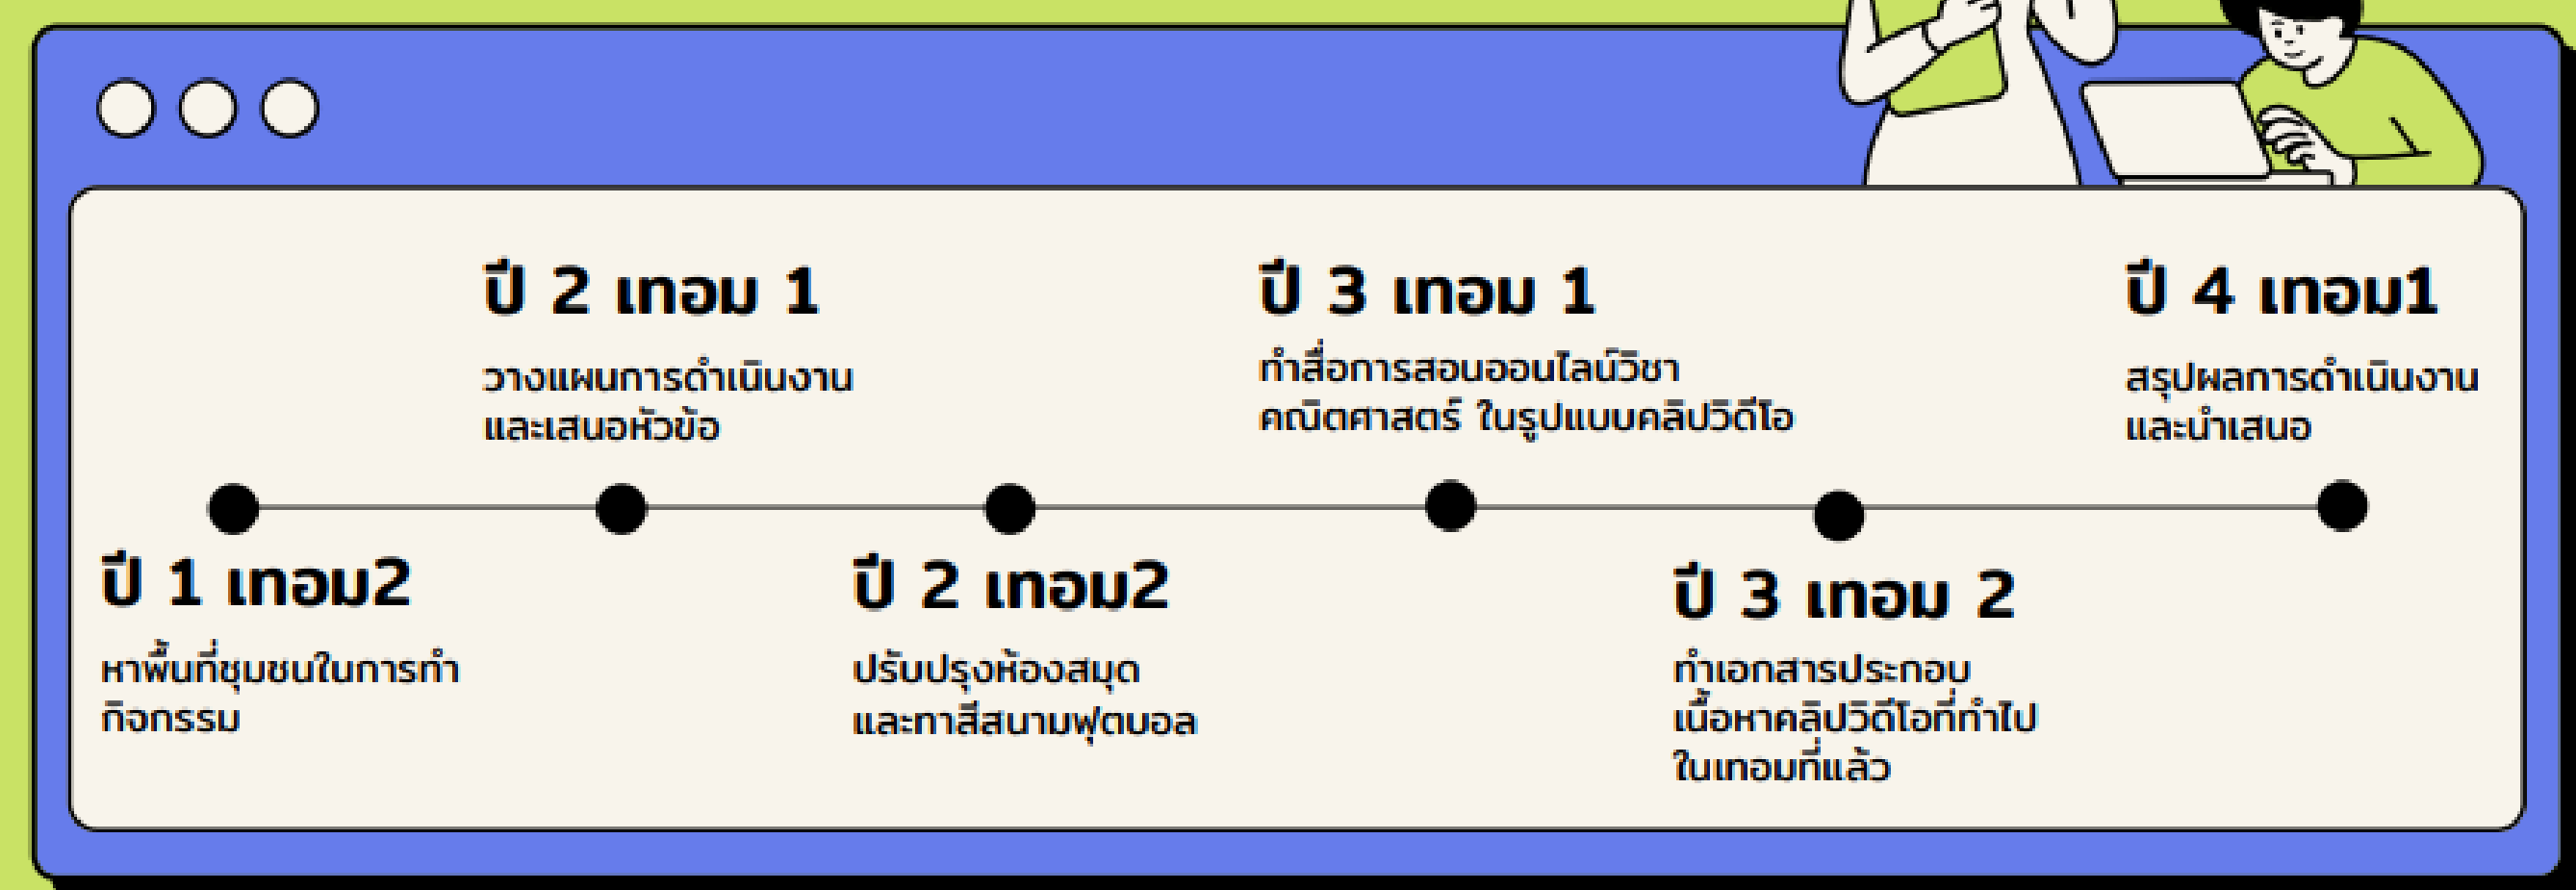 ปี 1 เทอม2
หาพื้นที่ชุมชนในการทำ
กิจกรรม
ปี 2 เทอม 1
วางแผนการดำเนินงาน
และเสนอหัวข้อ
ปี 2 เทอม2
ปรับปรุงห้องสมุด
และทาสีสนามฟุตบอล
ปี 3 เทอม 1
ทำสื่อการสอนออนไลน์วิชา
คณิตศาสตร์ ในรูปแบบคลิปวิดีโอ
ปี 3 เทอม 2
ทำเอกสารประกอบ
เนื้อหาคลิปวิดีโอที่ทำไป
ในเทอมที่แล้ว
ปี 4 เทอม1
สรุปผลการดำเนินงาน
และนำเสนอ